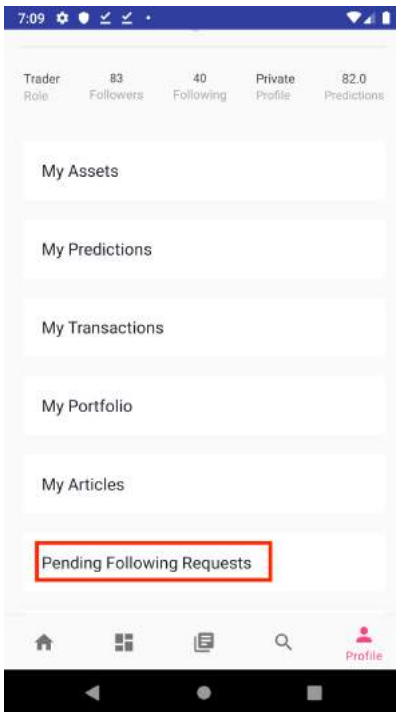 7:09
Trader 83 40 Private 82.0
Role Followers Following Profile Predictions
My Assets
My Predictions
My Transactions
My Portfolio
My Articles
Pending Following Requests
Profile